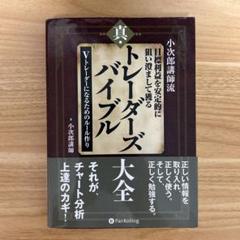 小次郎講師流
目標利益を安定的に
狙い澄まして獲る
真・
トレーダーズ
バイブル
Vトレーダーになるためのルール作り
小次郎講師
大全
正しい情報を
取り入れ、
正しく使う。
そして
正しく勉強する。
それが
チャート分析
上達のカギ!
PanRolling